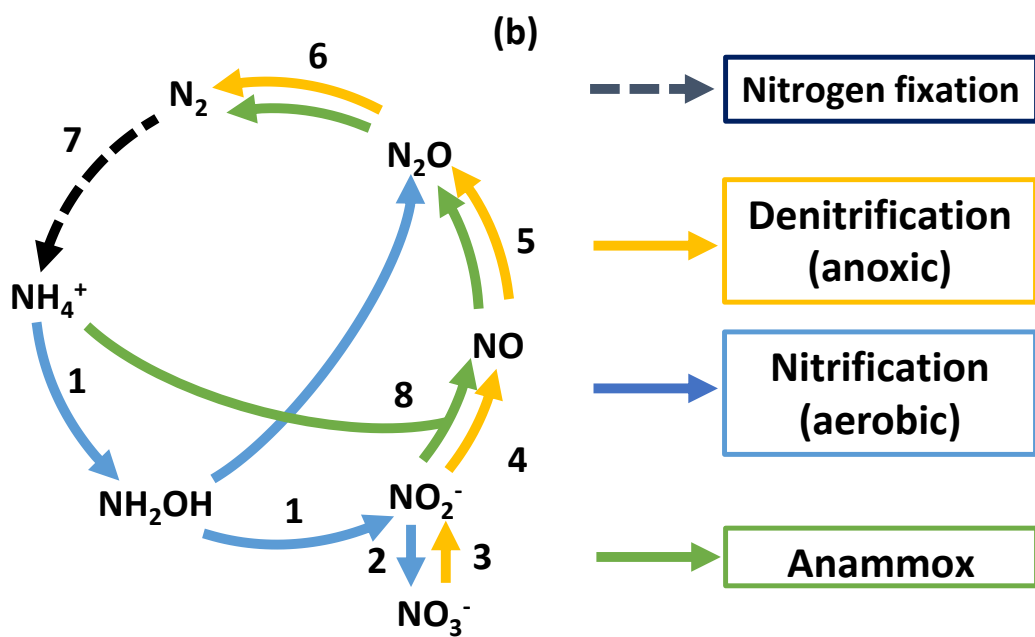 (b)
6
N₂
7
N₂O
5
NH₄⁺
NO
1
8
4
NH₂OH
1
NO₂⁻
2
3
NO₃⁻
Nitrogen fixation
Denitrification
(anoxic)
Nitrification
(aerobic)
Anammox